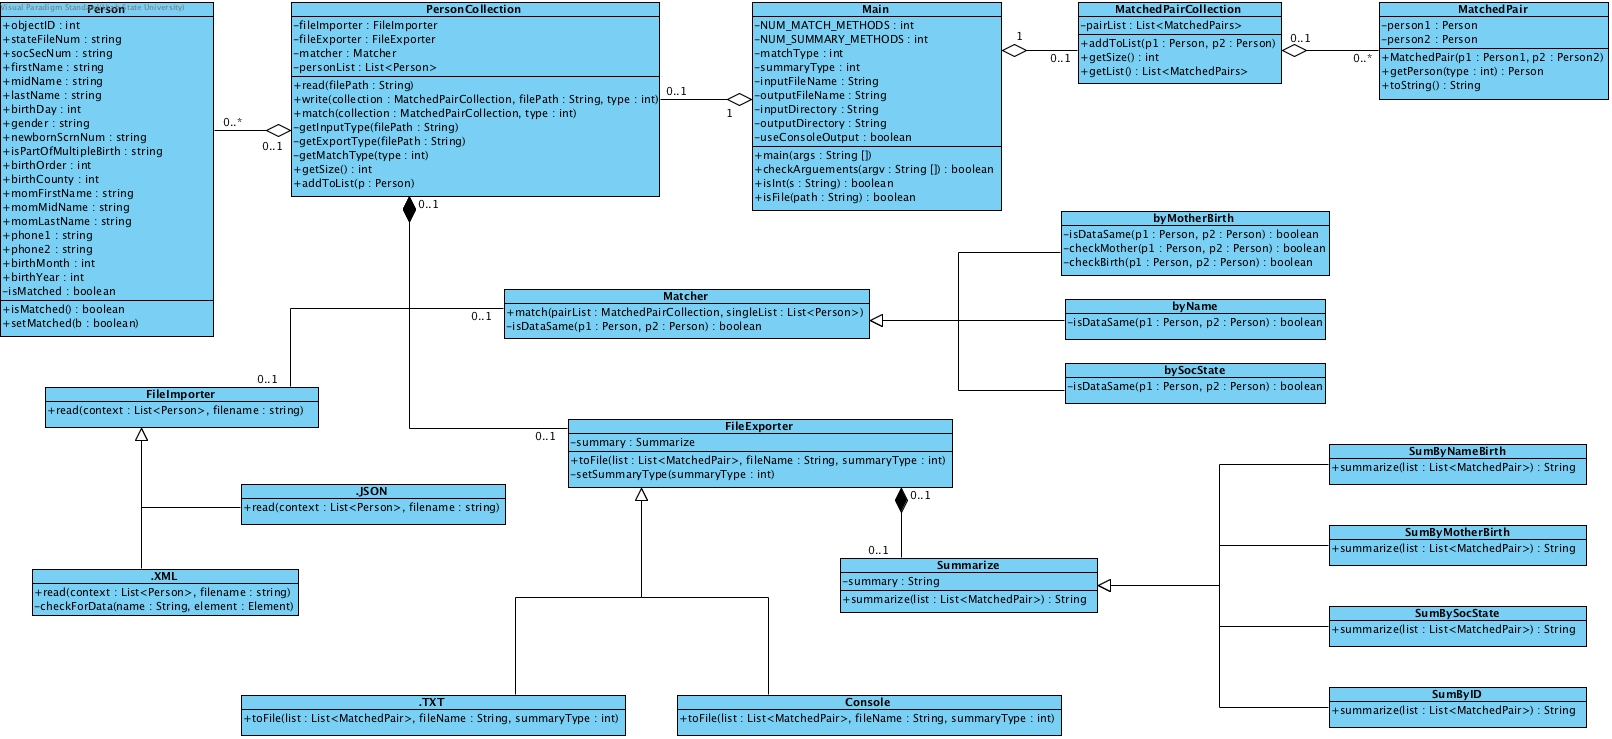 Visual Paradigm Standard State University)
Person
+objectID : int
+stateFileNum : string
+socSecNum : string
+firstName : string
+midName : string
+lastName : string
+birthDay : int
+gender : string
+newbornScrnNum : string
+isPartOfMultipleBirth : string
+birthOrder : int
+birthCounty : int
+momFirstName : string
+momMidName : string
+momLastName : string
+phone1 : string
+phone2 : string
+birthMonth : int
+birthYear : int
-isMatched : boolean
+isMatched() : boolean
+setMatched(b : boolean)
0..*
0..1
PersonCollection
-fileImporter : FileImporter
-fileExporter : FileExporter
-matcher : Matcher
-personList : List<Person>
+read(filePath : String)
+write(collection : MatchedPairCollection, filePath : String, type : int)
+match(collection : MatchedPairCollection, type : int)
-getInputType(filePath : String)
-getExportType(filePath : String)
-getMatchType(type : int)
+getSize() : int
+addToList(p : Person)
0..1
0..1
1
Main
-NUM_MATCH_METHODS : int
-NUM_SUMMARY_METHODS : int
-matchType : int
-summaryType : int
-inputFileName : String
-outputFileName : String
-inputDirectory : String
-outputDirectory : String
-useConsoleOutput : boolean
+main(args : String [])
+checkArguements(argv : String []) : boolean
+isInt(s : String) : boolean
+isFile(path : String) : boolean
1
0..1
MatchedPairCollection
-pairList : List<MatchedPairs>
+addToList(p1 : Person, p2 : Person)
+getSize() : int
+getList() : List<MatchedPairs>
0..1
0..*
MatchedPair
-person1 : Person
-person2 : Person
+MatchedPair(p1 : Person1, p2 : Person2)
+getPerson(type : int) : Person
+toString() : String
byMotherBirth
-isDataSame(p1 : Person, p2 : Person) : boolean
-checkMother(p1 : Person, p2 : Person) : boolean
-checkBirth(p1 : Person, p2 : Person) : boolean
0..1
Matcher
+match(pairList : MatchedPairCollection, singleList : List<Person>)
-isDataSame(p1 : Person, p2 : Person) : boolean
byName
-isDataSame(p1 : Person, p2 : Person) : boolean
bySocState
-isDataSame(p1 : Person, p2 : Person) : boolean
0..1
FileImporter
+read(context : List<Person>, filename : string)
0..1
FileExporter
-summary : Summarize
+toFile(list : List<MatchedPair>, fileName : String, summaryType : int)
-setSummaryType(summaryType : int)
0..1
0..1
.JSON
+read(context : List<Person>, filename : string)
.XML
+read(context : List<Person>, filename : string)
-checkForData(name : String, element : Element)
Summarize
-summary : String
+summarize(list : List<MatchedPair>) : String
SumByNameBirth
+summarize(list : List<MatchedPair>) : String
SumByMotherBirth
+summarize(list : List<MatchedPair>) : String
SumBySocState
+summarize(list : List<MatchedPair>) : String
SumByID
+summarize(list : List<MatchedPair>) : String
.TXT
+toFile(list : List<MatchedPair>, fileName : String, summaryType : int)
Console
+toFile(list : List<MatchedPair>, fileName : String, summaryType : int)